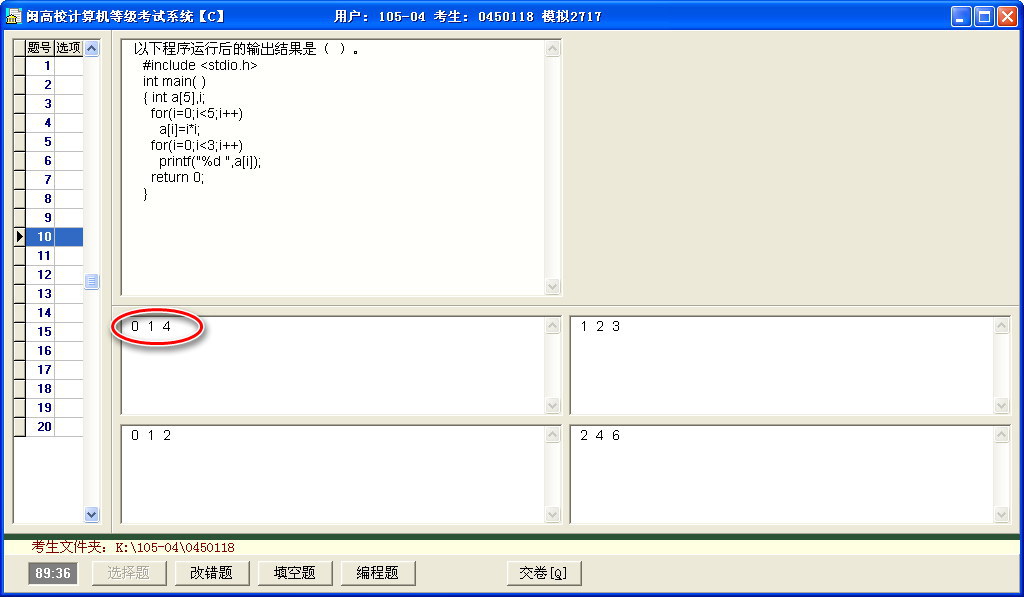 闽高校计算机等级考试系统【C】 用户: 105-04 考生: 0450118 模拟2717
题号 选项
1
2
3
4
5
6
7
8
9
10
11
12
13
14
15
16
17
18
19
20
以下程序运行后的输出结果是（ ）。
#include <stdio.h>
int main( )
{ int a[5],i;
for(i=0;i<5;i++)
a[i]=i*i;
for(i=0;i<3;i++)
printf("%d ",a[i]);
return 0;
}
0 1 4
1 2 3
0 1 2
2 4 6
考生文件夹: K:\105-04\0450118
89:36 选择题 改错题 填空题 编程题 交卷[Q]